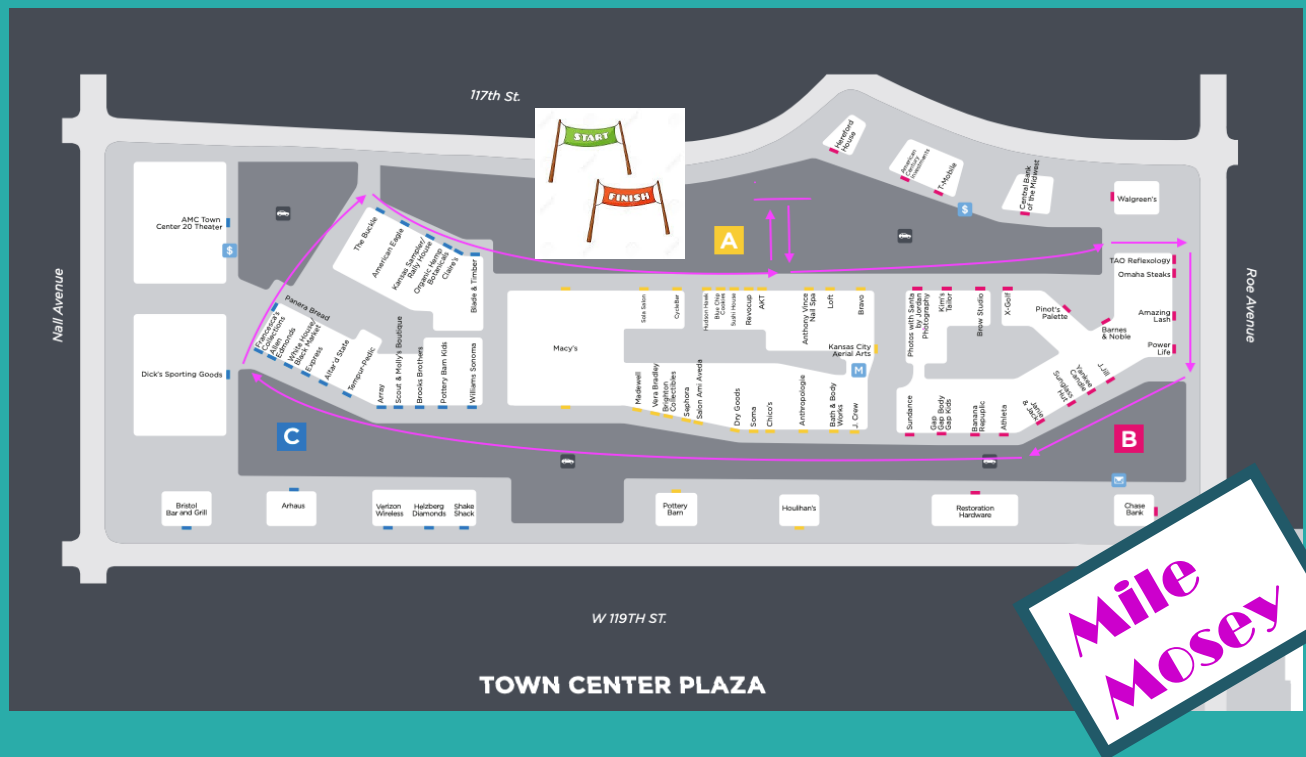 117th St.
START
FINISH
Hereford
House
American
Century
Investments
T-Mobile
Central Bank
of the Midwest
Walgreen's
$
$
AMC Town
Center 20 Theater
The Buckle
American Eagle
Kansas Sampler/
Rally House
Organic Hemp
Botanicals
Claire's
Blade & Timber
A
TAO Reflexology
Omaha Steaks
Amazing
Lash
Power
Life
Nall Avenue
Roe Avenue
Panera Bread
Francesca's
Collections
Allen
Edmonds
White House/
Black Market
Express
Altar'd State
Tempur-Pedic
Array
Scout & Molly's Boutique
Brooks Brothers
Pottery Barn Kids
Williams Sonoma
Macy's
Sola Salon
CycleBar
Hudson Hawk
Blue Chip
Cookies
Sushi House
Revocup
AKT
Anthony Vince
Nail Spa
Loft
Bravo
Kansas City
Aerial Arts
M
Photos with Santa
by Jordan
Photography
Kim's
Tailor
Brow Studio
X-Golf
Pinot's
Palette
Barnes
& Noble
Dick's Sporting Goods
Madewell
Vera Bradley
Brighton
Collectibles
Sephora
Salon Ami Aveda
Dry Goods
Soma
Chico's
Anthropologie
Bath & Body
Works
J. Crew
Sundance
Gap
Gap Body
Gap Kids
Banana
Republic
Athleta
Janie
& Jack
Sunglass
Hut
Yankee
Candle
J.Jill
C
B
Bristol
Bar and Grill
Arhaus
Verizon
Wireless
Helzberg
Diamonds
Shake
Shack
Pottery
Barn
Houlihan's
Restoration
Hardware
Chase
Bank
W 119TH ST.
TOWN CENTER PLAZA
Mile
Mosey